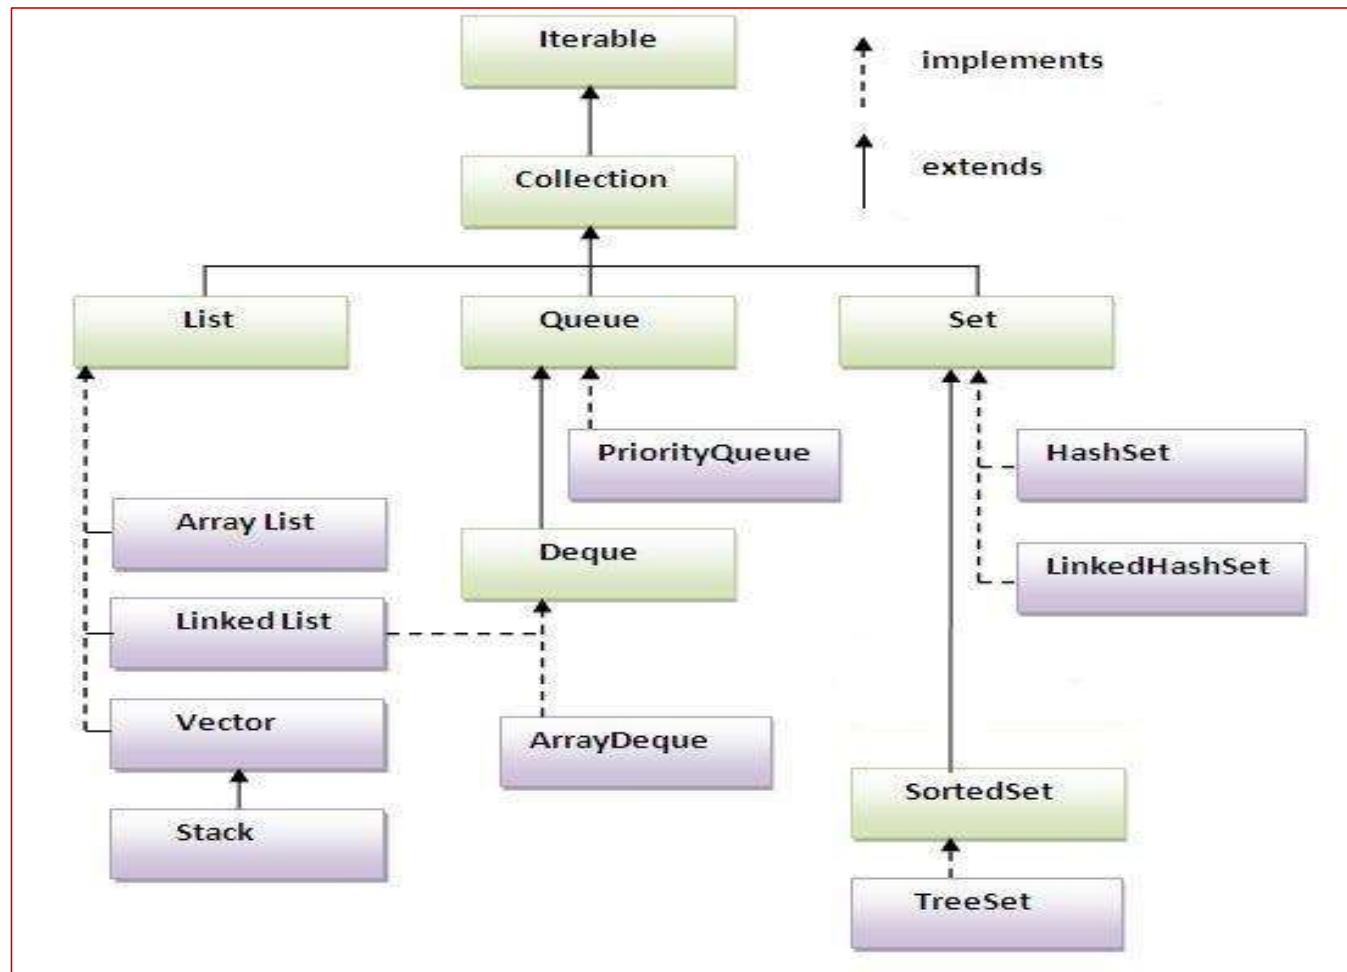 Iterable
implements
extends
Collection
List
Queue
Set
PriorityQueue
HashSet
Array List
Deque
LinkedHashSet
Linked List
Vector
ArrayDeque
SortedSet
Stack
TreeSet